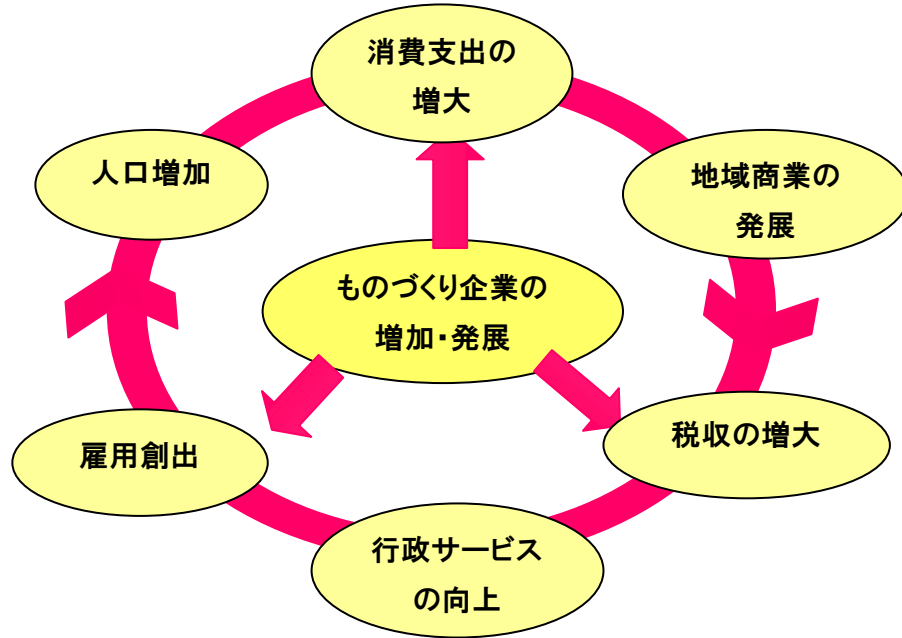 消費支出の
増大
人口増加
地域商業の
発展
ものづくり企業の
増加・発展
雇用創出
税収の増大
行政サービス
の向上